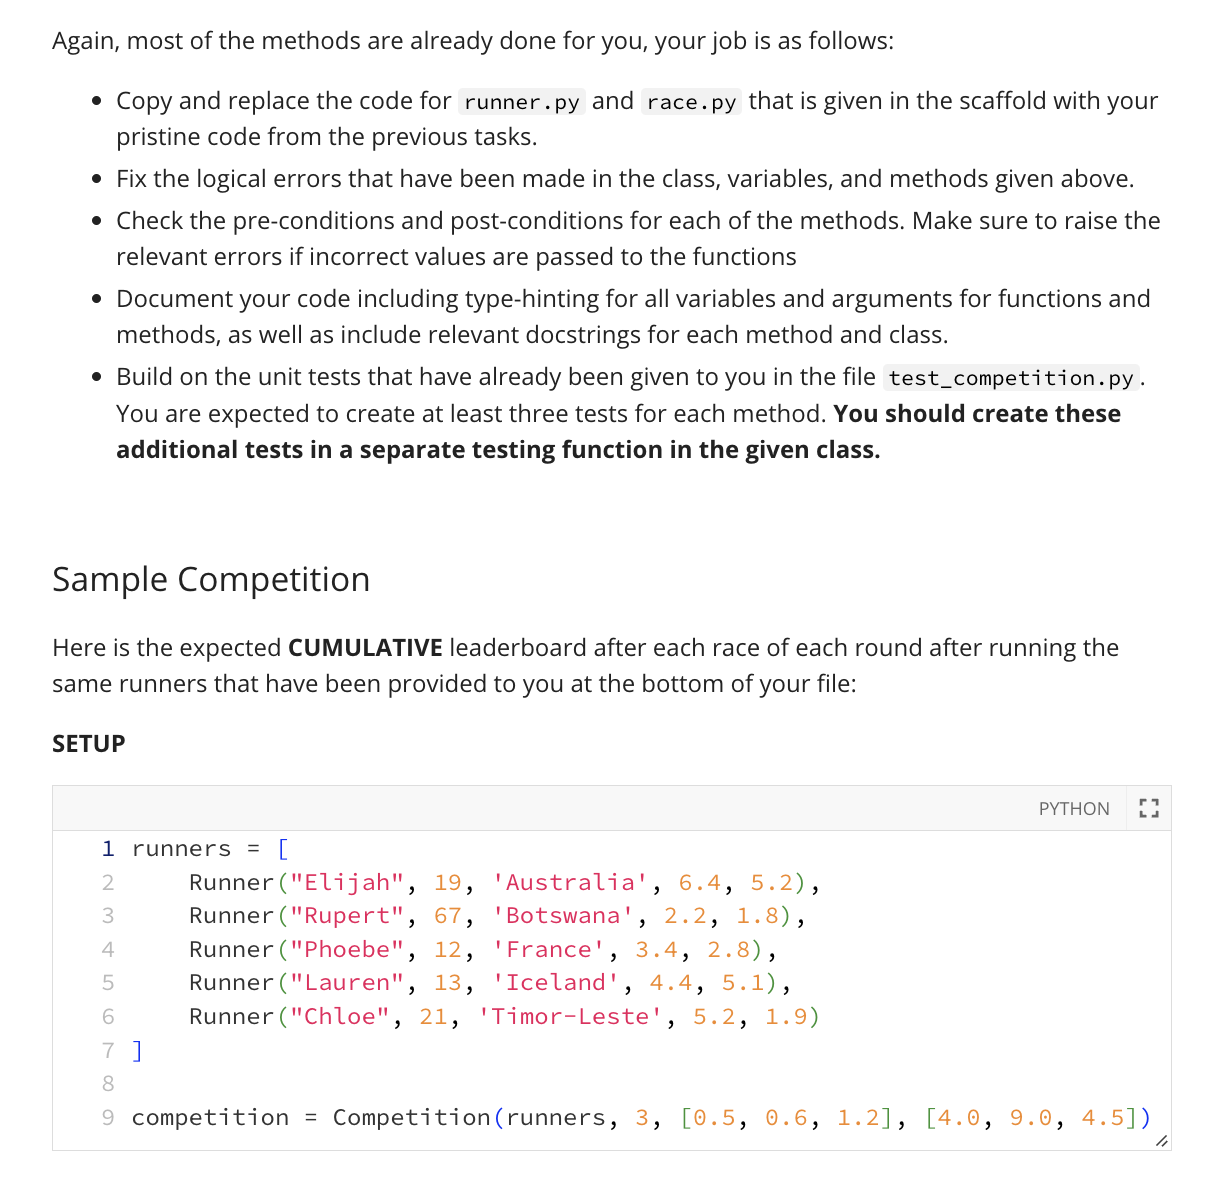 Again, most of the methods are already done for you, your job is as follows:
• Copy and replace the code for runner.py and race.py that is given in the scaffold with your
pristine code from the previous tasks.
• Fix the logical errors that have been made in the class, variables, and methods given above.
• Check the pre-conditions and post-conditions for each of the methods. Make sure to raise the
relevant errors if incorrect values are passed to the functions
• Document your code including type-hinting for all variables and arguments for functions and
methods, as well as include relevant docstrings for each method and class.
• Build on the unit tests that have already been given to you in the file test_competition.py.
You are expected to create at least three tests for each method. You should create these
additional tests in a separate testing function in the given class.
Sample Competition
Here is the expected CUMULATIVE leaderboard after each race of each round after running the
same runners that have been provided to you at the bottom of your file:
SETUP
PYTHON
1 runners = [
2     Runner("Elijah", 19, 'Australia', 6.4, 5.2),
3     Runner("Rupert", 67, 'Botswana', 2.2, 1.8),
4     Runner("Phoebe", 12, 'France', 3.4, 2.8),
5     Runner("Lauren", 13, 'Iceland', 4.4, 5.1),
6     Runner("Chloe", 21, 'Timor-Leste', 5.2, 1.9)
7 ]
8
9 competition = Competition(runners, 3, [0.5, 0.6, 1.2], [4.0, 9.0, 4.5])